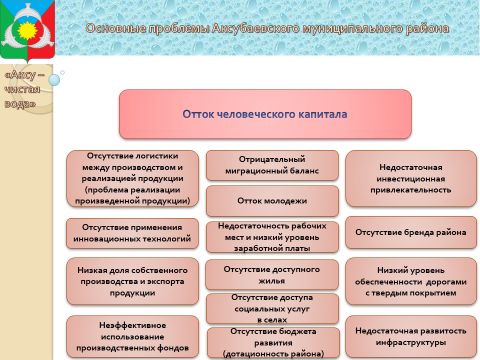 Основные проблемы Аксубаевского муниципального района
«Аксу –
чистая
вода»
Отток человеческого капитала
Отсутствие логистики
между производством и
реализацией продукции
(проблема реализации
произведенной продукции)
Отсутствие применения
инновационных технологий
Низкая доля собственного
производства и экспорта
продукции
Неэффективное
использование
производственных фондов
Отрицательный
миграционный баланс
Отток молодежи
Недостаточность рабочих
мест и низкий уровень
заработной платы
Отсутствие доступного
жилья
Отсутствие доступа
социальных услуг
в селах
Отсутствие бюджета
развития
(дотационность района)
Недостаточная
инвестиционная
привлекательность
Отсутствие бренда района
Низкий уровень
обеспеченности дорогами
с твердым покрытием
Недостаточная развитость
инфраструктуры